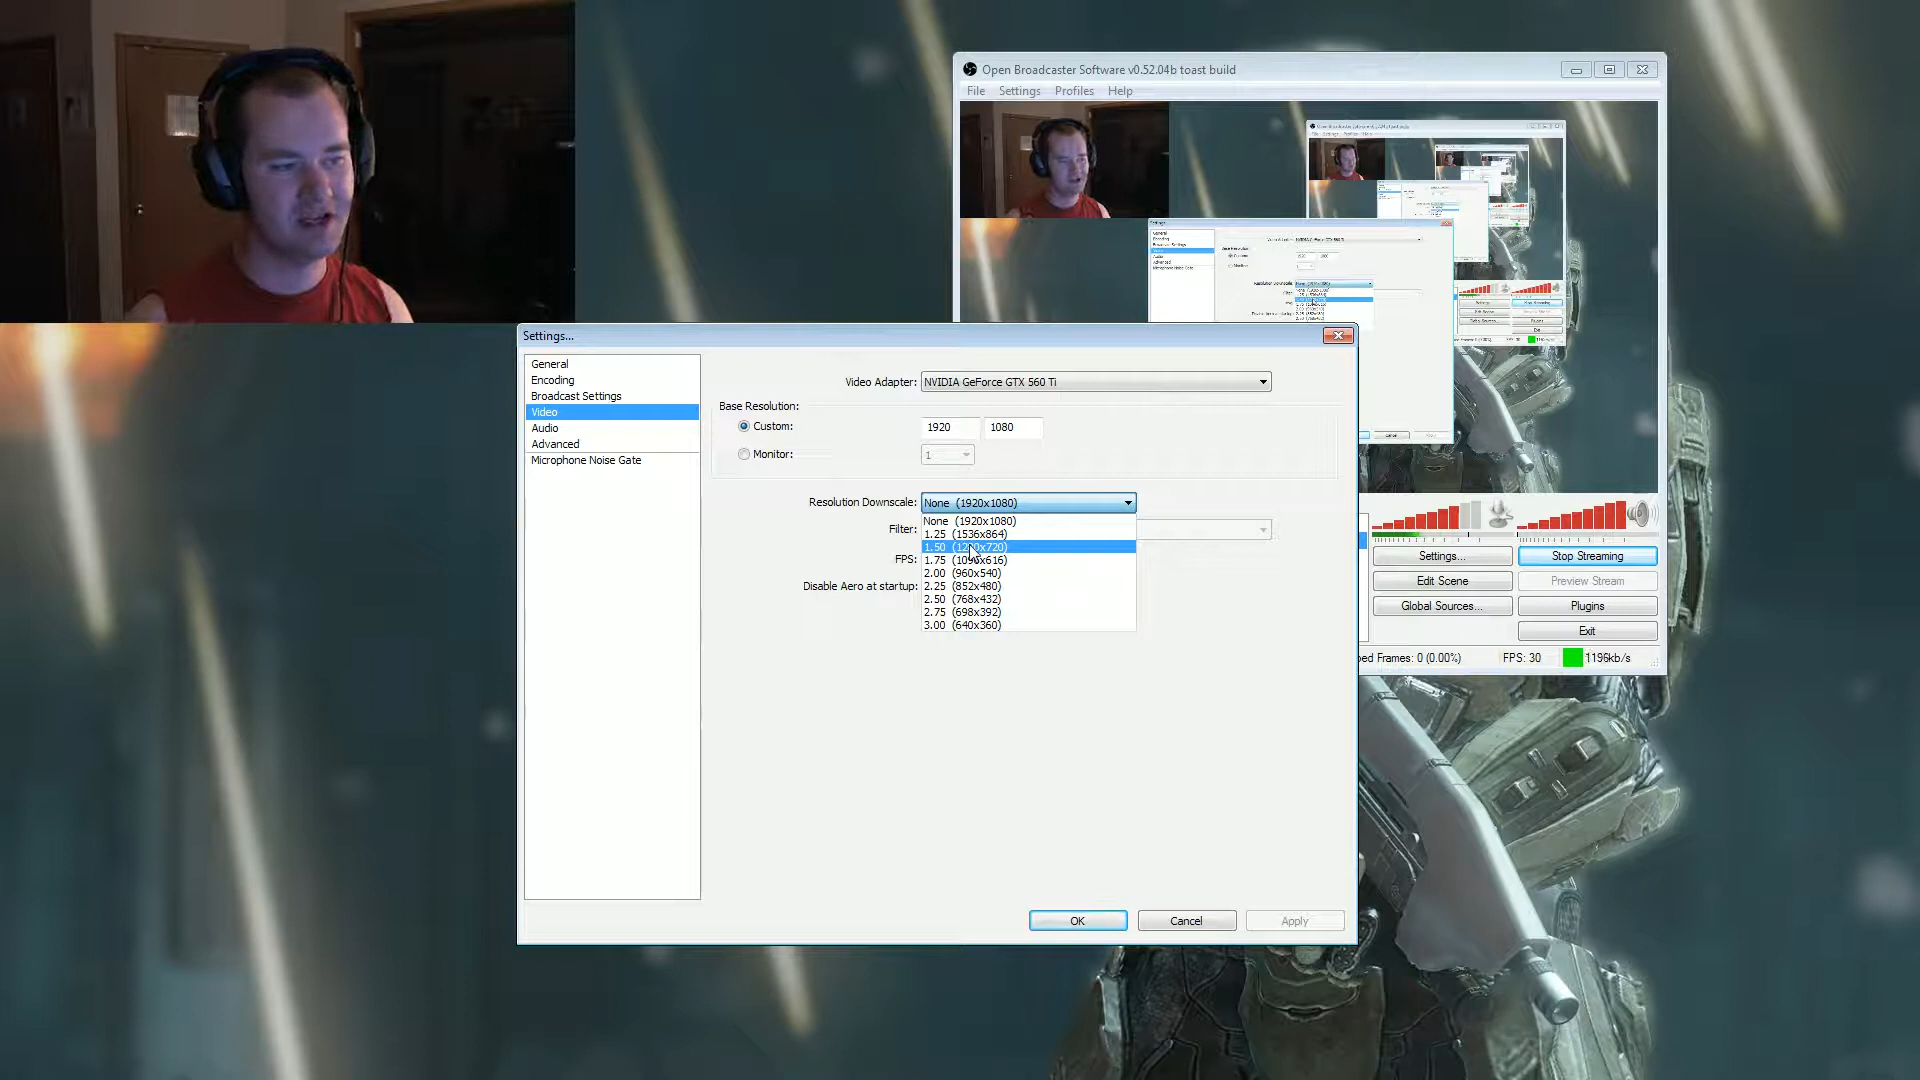 Open Broadcaster Software v0.52.04b toast build
File Settings Profiles Help
Settings...
General
Encoding
Broadcast Settings
Video
Audio
Advanced
Microphone Noise Gate
Video Adapter: NVIDIA GeForce GTX 560 Ti
Base Resolution:
Custom: 1920 1080
Monitor: 1
Resolution Downscale: None (1920x1080)
None (1920x1080)
Filter:
1.25 (1536x864)
1.50 (1280x720)
FPS:
1.75 (1096x616)
2.00 (960x540)
Disable Aero at startup:
2.25 (852x480)
2.50 (768x432)
2.75 (698x392)
3.00 (640x360)
OK Cancel Apply
Settings... Stop Streaming
Edit Scene Preview Stream
Global Sources... Plugins
Exit
ped Frames: 0 (0.00%) FPS: 30 1196kb/s